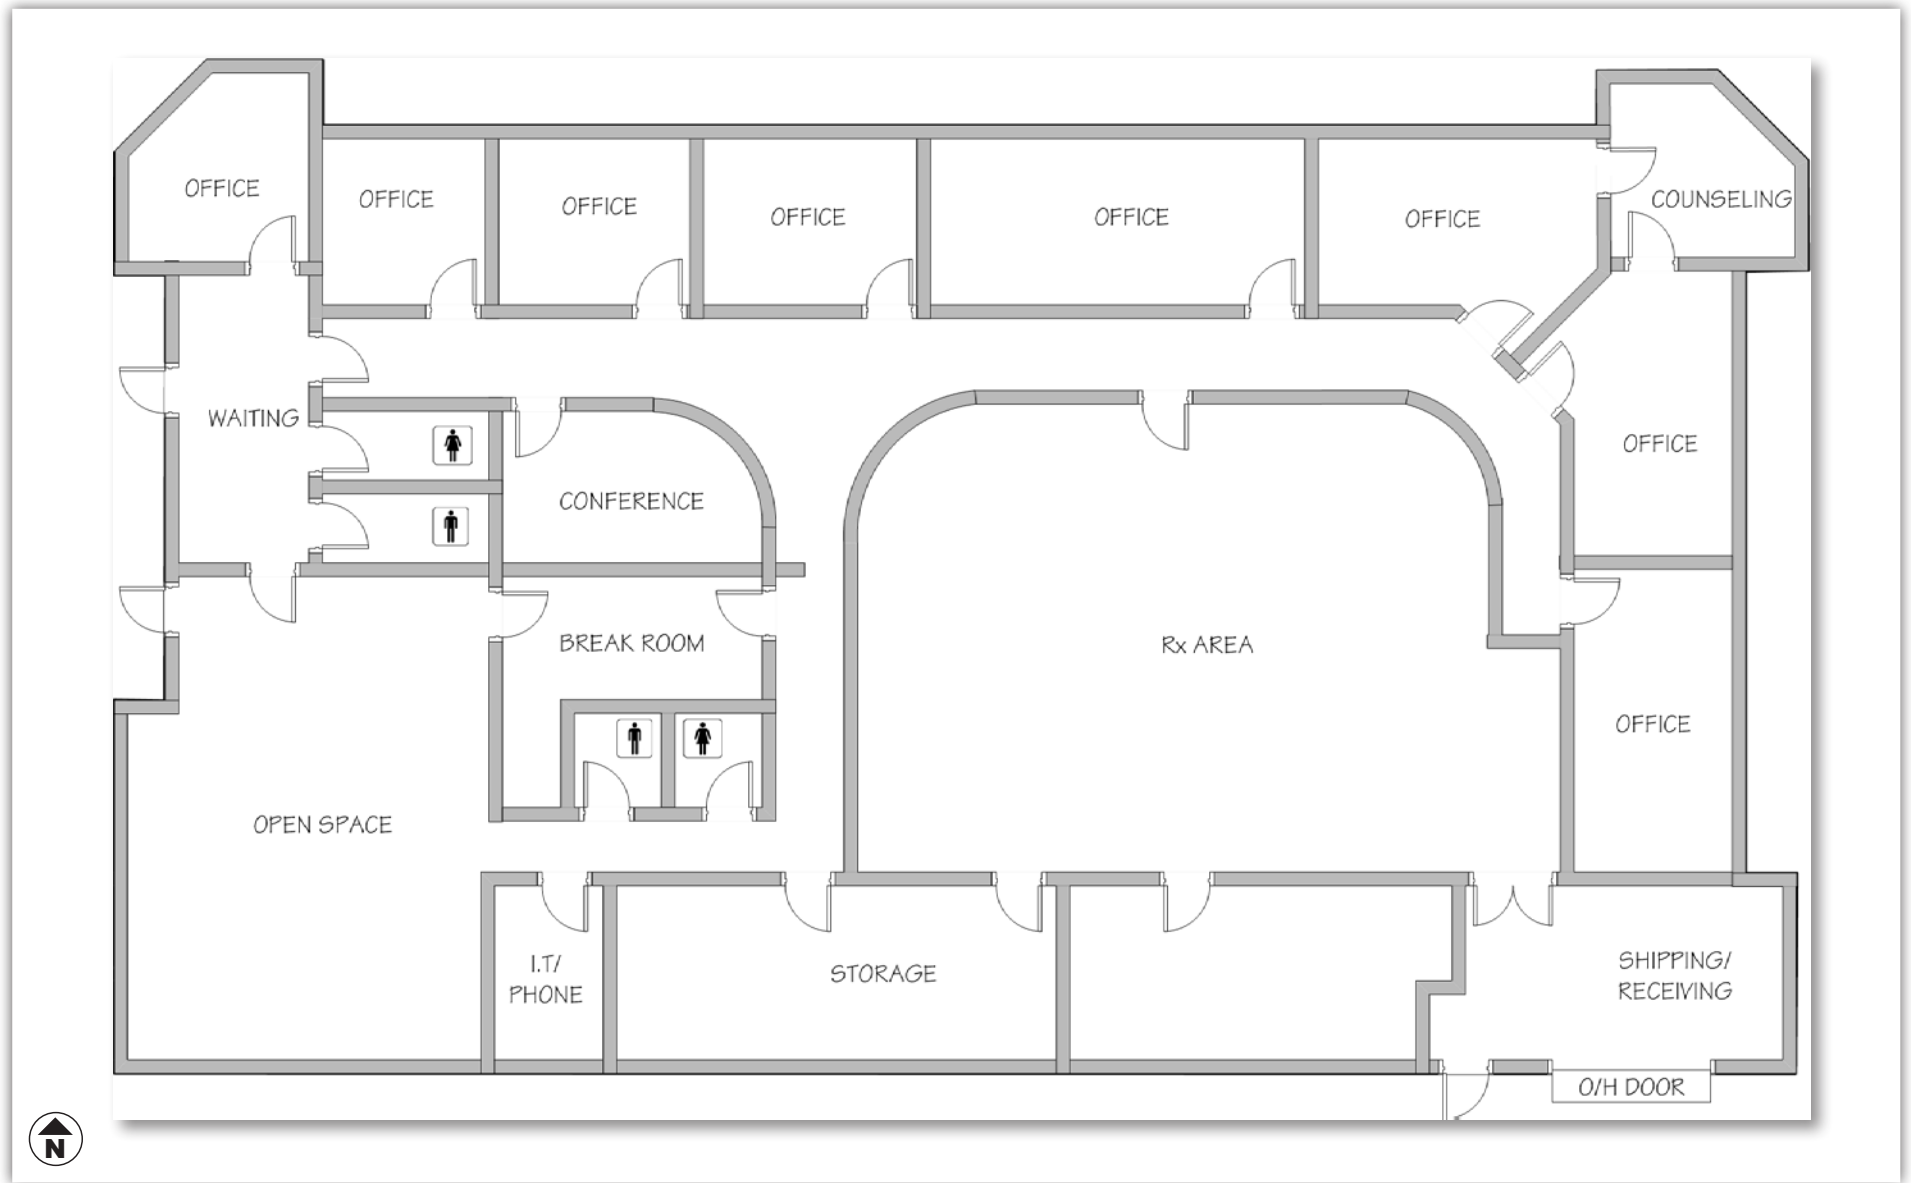 OFFICE
OFFICE
OFFICE
OFFICE
OFFICE
OFFICE
COUNSELING
WAITING
OFFICE
CONFERENCE
BREAK ROOM
Rx AREA
OFFICE
OPEN SPACE
I.T/
PHONE
STORAGE
SHIPPING/
RECEIVING
O/H DOOR
N